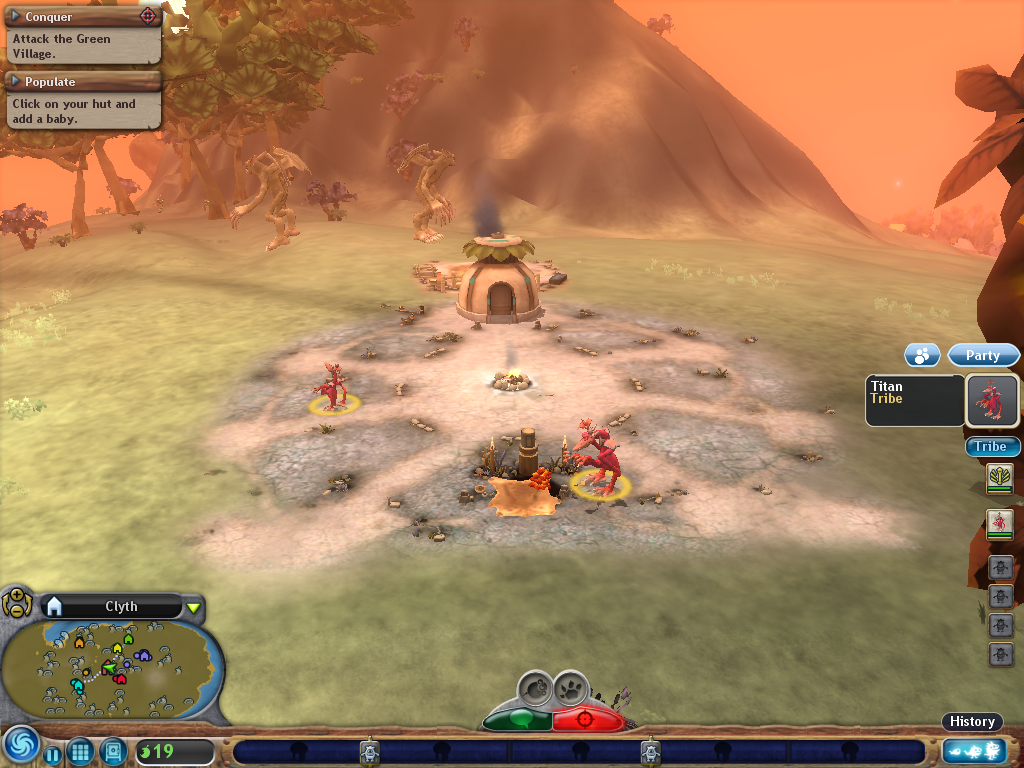 Conquer
Attack the Green
Village.
Populate
Click on your hut and
add a baby.
Party
Titan
Tribe
Tribe
Clyth
History
19